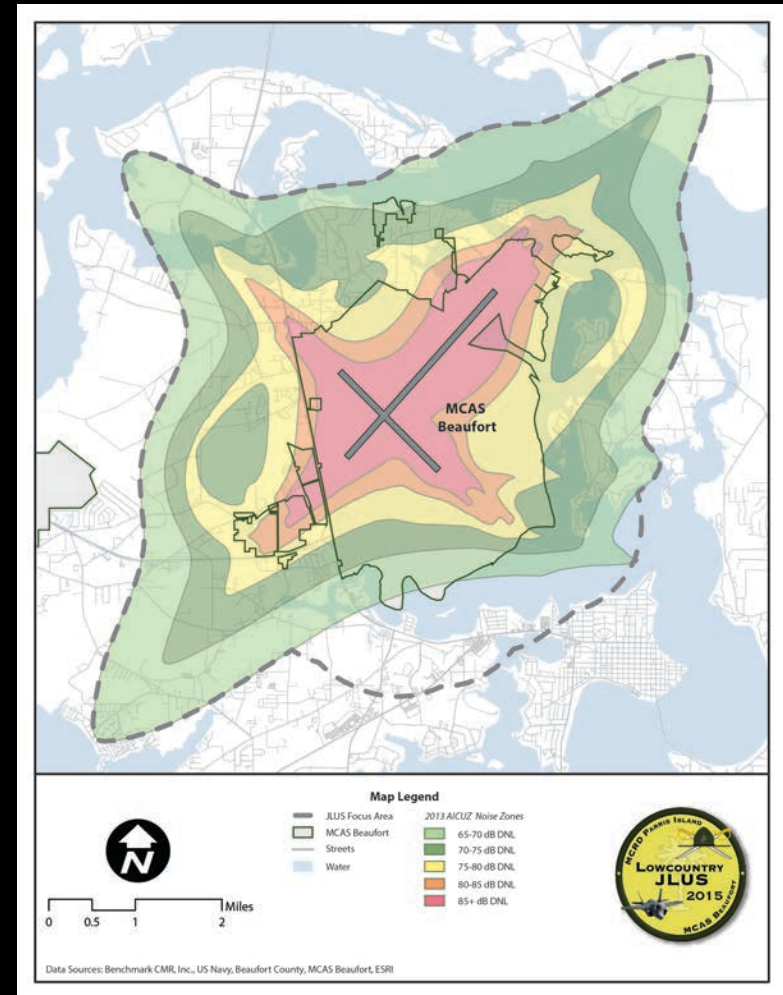 MCAS
Beaufort
Map Legend
JLUS Focus Area
MCAS Beaufort
Streets
Water
2013 AICUZ Noise Zones
65-70 dB DNL
70-75 dB DNL
75-80 dB DNL
80-85 dB DNL
85+ dB DNL
N
Miles
0 0.5 1 2
MCRD PARRIS ISLAND
LOWCOUNTRY
JLUS
2015
MCAS BEAUFORT
Data Sources: Benchmark CMR, Inc., US Navy, Beaufort County, MCAS Beaufort, ESRI